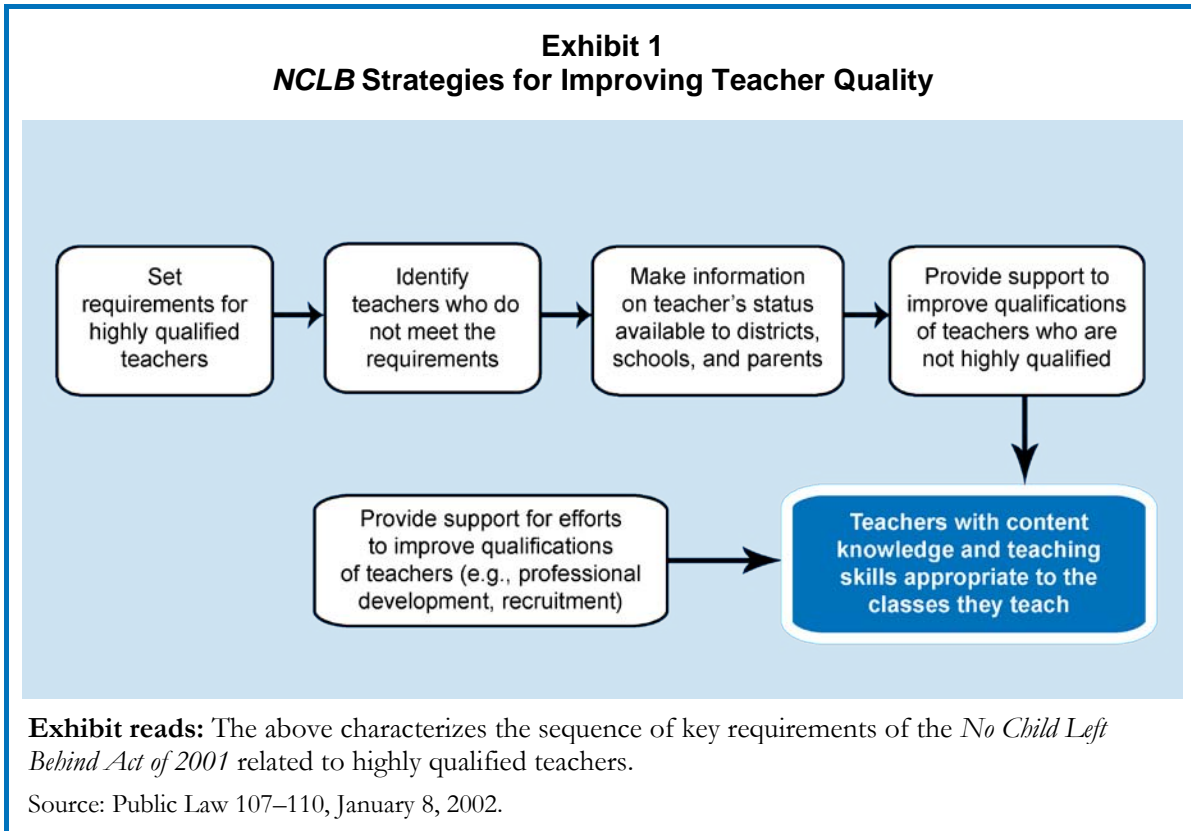 Exhibit 1
NCLB Strategies for Improving Teacher Quality
Set
requirements for
highly qualified
teachers
Identify
teachers who do
not meet the
requirements
Make information
on teacher's status
available to districts,
schools, and parents
Provide support to
improve qualifications
of teachers who are
not highly qualified
Provide support for efforts
to improve qualifications
of teachers (e.g., professional
development, recruitment)
Teachers with content
knowledge and teaching
skills appropriate to the
classes they teach
Exhibit reads: The above characterizes the sequence of key requirements of the No Child Left
Behind Act of 2001 related to highly qualified teachers.
Source: Public Law 107–110, January 8, 2002.